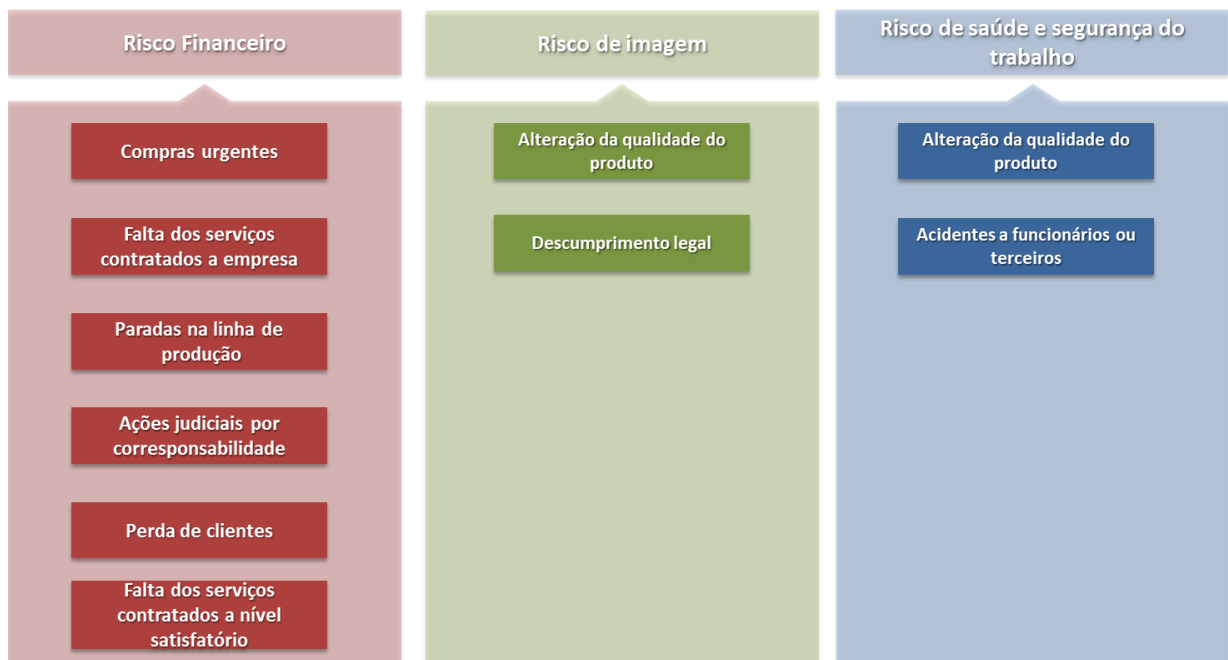 Risco Financeiro
Compras urgentes
Falta dos serviços
contratados a empresa
Paradas na linha de
produção
Ações judiciais por
corresponsabilidade
Perda de clientes
Falta dos serviços
contratados a nível
satisfatório
Risco de imagem
Alteração da qualidade do
produto
Descumprimento legal
Risco de saúde e segurança do
trabalho
Alteração da qualidade do
produto
Acidentes a funcionários ou
terceiros